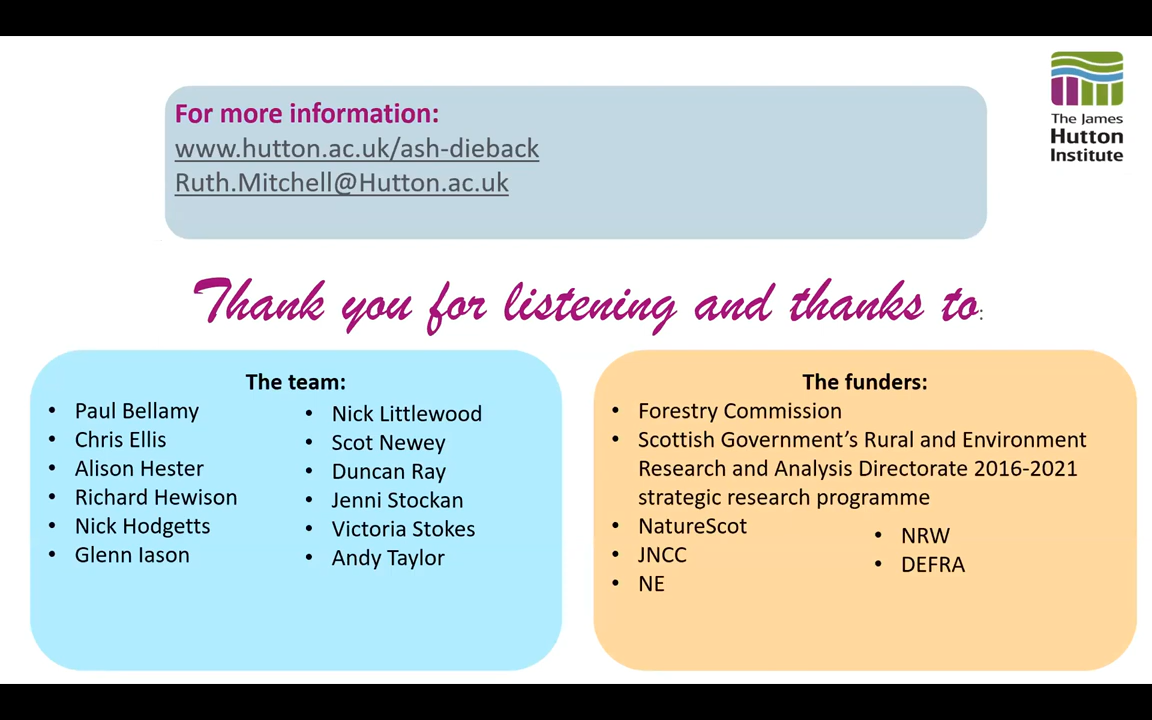 For more information:
www.hutton.ac.uk/ash-dieback
Ruth.Mitchell@Hutton.ac.uk
The James
Hutton
Institute
Thank you for listening and thanks to:
The team:
• Paul Bellamy
• Chris Ellis
• Alison Hester
• Richard Hewison
• Nick Hodgetts
• Glenn Iason
• Nick Littlewood
• Scot Newey
• Duncan Ray
• Jenni Stockan
• Victoria Stokes
• Andy Taylor
The funders:
• Forestry Commission
• Scottish Government’s Rural and Environment
Research and Analysis Directorate 2016-2021
strategic research programme
• NatureScot
• JNCC
• NE
• NRW
• DEFRA